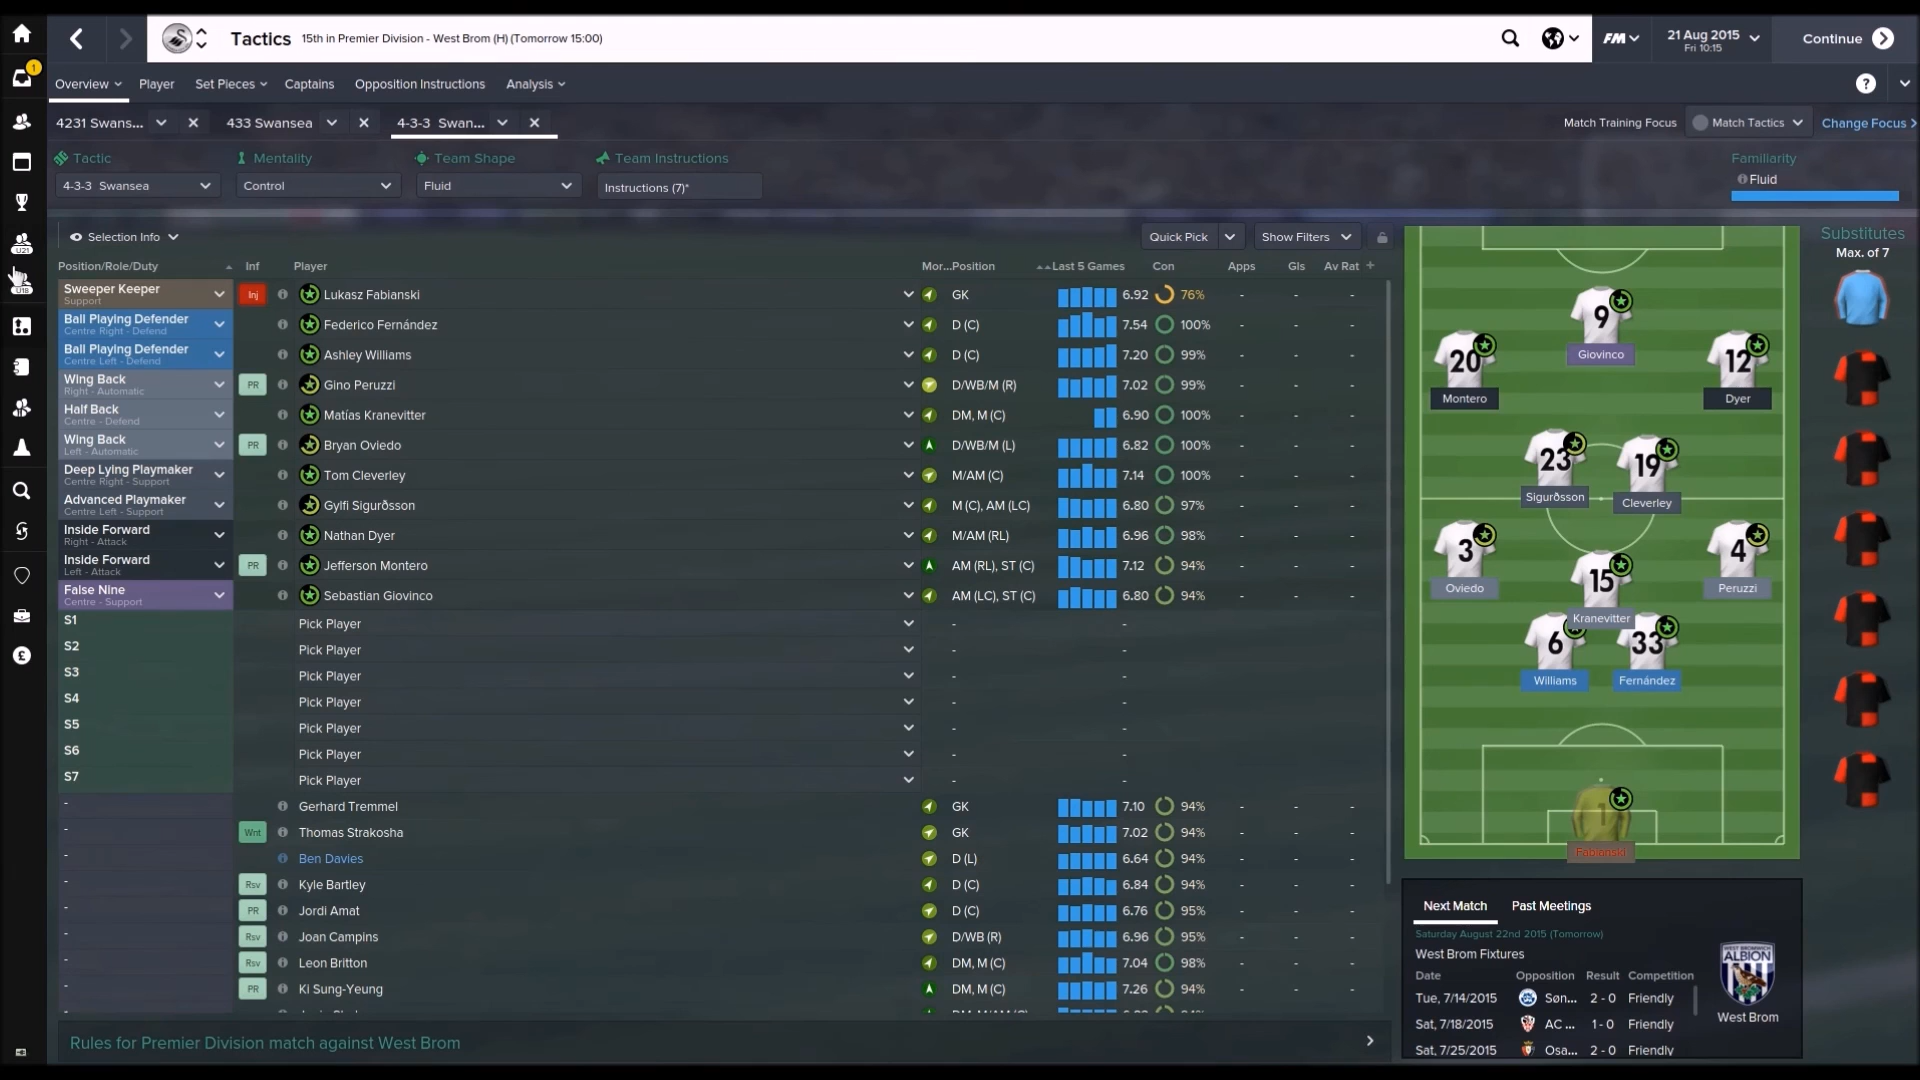 Tactics 15th in Premier Division - West Brom (H) (Tomorrow 15:00)
FM
21 Aug 2015
Fri 10:15
Continue
1
Overview Player Set Pieces Captains Opposition Instructions Analysis
4231 Swans... 433 Swansea 4-3-3 Swan...
Match Training Focus Match Tactics Change Focus >
Tactic Mentality Team Shape Team Instructions Familiarity
4-3-3 Swansea Control Fluid Instructions (7)* Fluid
U21
U18
Selection Info Quick Pick Show Filters
Position/Role/Duty Inf Player Mor... Position Last 5 Games Con Apps Gls Av Rat +
Sweeper Keeper
Support
Inj Lukasz Fabianski GK 6.92 76% - - -
Ball Playing Defender
Centre Right - Defend
Federico Fernández D (C) 7.54 100% - - -
Ball Playing Defender
Centre Left - Defend
Ashley Williams D (C) 7.20 99% - - -
Wing Back
Right - Automatic
PR Gino Peruzzi D/WB/M (R) 7.02 99% - - -
Half Back
Centre - Defend
Matías Kranevitter DM, M (C) 6.90 100% - - -
Wing Back
Left - Automatic
PR Bryan Oviedo D/WB/M (L) 6.82 100% - - -
Deep Lying Playmaker
Centre Right - Support
Tom Cleverley M/AM (C) 7.14 100% - - -
Advanced Playmaker
Centre Left - Support
Gylfi Sigurðsson M (C), AM (LC) 6.80 97% - - -
Inside Forward
Right - Attack
Nathan Dyer M/AM (RL) 6.96 98% - - -
Inside Forward
Left - Attack
PR Jefferson Montero AM (RL), ST (C) 7.12 94% - - -
False Nine
Centre - Support
Sebastian Giovinco AM (LC), ST (C) 6.80 94% - - -
S1 Pick Player - -
S2 Pick Player - -
S3 Pick Player - -
S4 Pick Player - -
S5 Pick Player - -
S6 Pick Player - -
S7 Pick Player - -
- Gerhard Tremmel GK 7.10 94% - - -
- Wnt Thomas Strakosha GK 7.02 94% - - -
- Ben Davies D (L) 6.64 94% - - -
- Rsv Kyle Bartley D (C) 6.84 94% - - -
- PR Jordi Amat D (C) 6.76 95% - - -
- Rsv Joan Campins D/WB (R) 6.96 95% - - -
- Rsv Leon Britton DM, M (C) 7.04 98% - - -
- PR Ki Sung-Yeung DM, M (C) 7.26 94% - - -
Rules for Premier Division match against West Brom
Substitutes
Max. of 7
9
Giovinco
20
Montero
12
Dyer
23
Sigurðsson
19
Cleverley
3
Oviedo
15
Kranevitter
4
Peruzzi
6
Williams
33
Fernández
1
Fabianski
Next Match Past Meetings
Saturday August 22nd 2015 (Tomorrow)
West Brom Fixtures
Date Opposition Result Competition
Tue, 7/14/2015 Søn... 2 - 0 Friendly
Sat, 7/18/2015 AC ... 1 - 0 Friendly
Sat, 7/25/2015 Osa... 2 - 0 Friendly
ALBION
West Brom